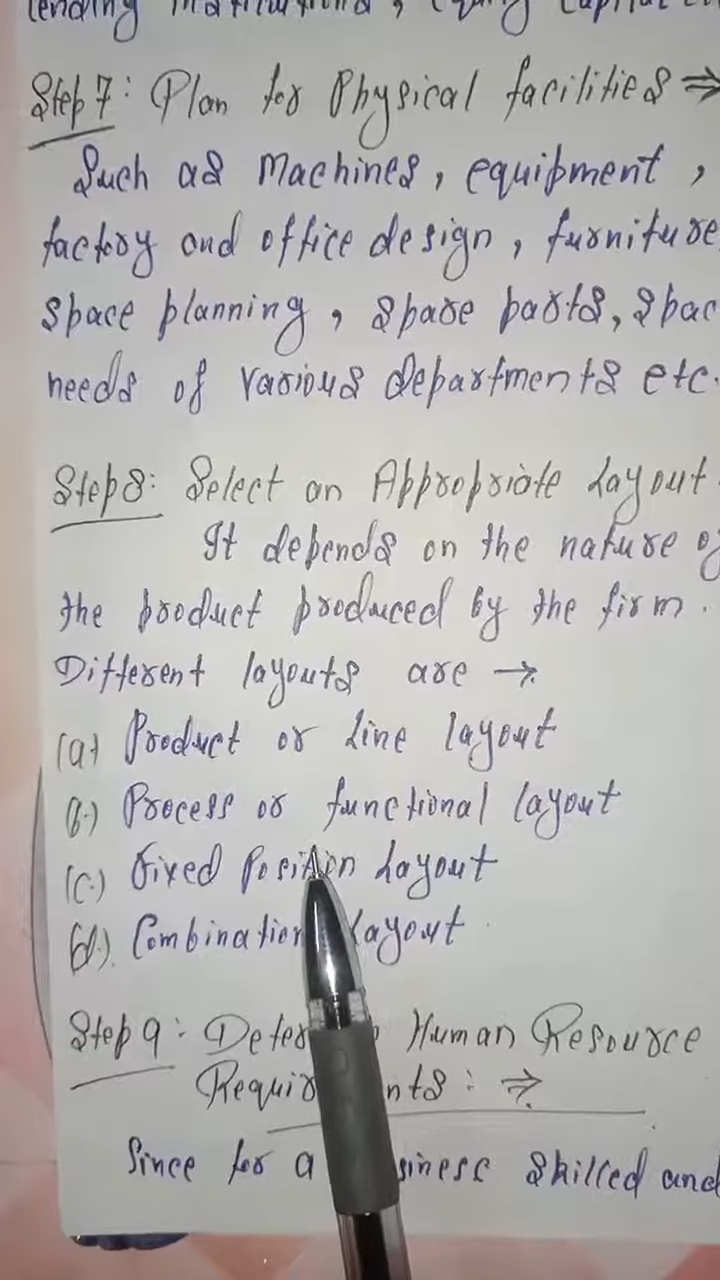 Step 7: Plan for Physical facilities ⇒
Such as Machines, equipment,
factory and office design, furniture
space planning, spare parts, spac
needs of various departments etc.
Step 8: Select an Appropriate Layout.
It depends on the nature of
the product produced by the firm.
Different layouts are →
(a) Product or Line layout
(b.) Process or functional layout
(c.) Fixed Position Layout
(d.) Combination layout.
Step 9: Human Resource
⇒
Since for a skilled and